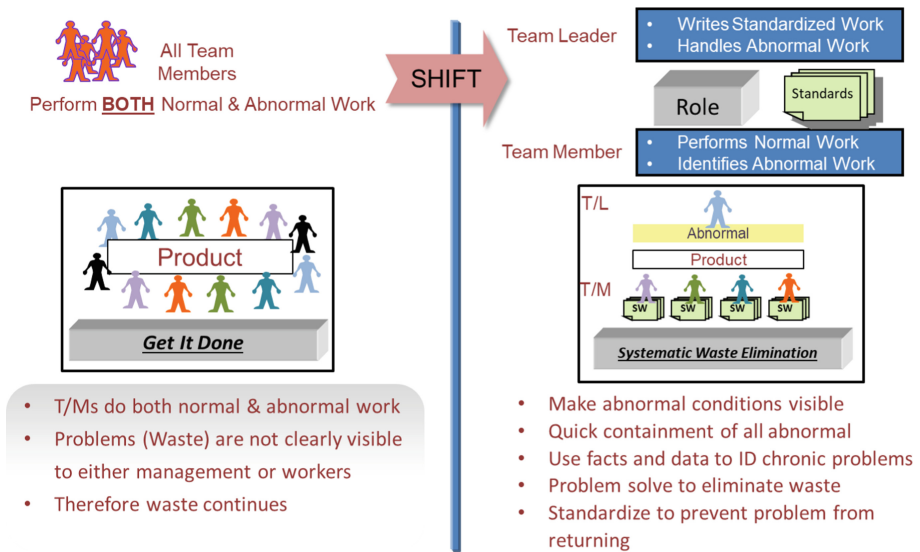 All Team
Members
Perform BOTH Normal & Abnormal Work
Product
Get It Done
• T/Ms do both normal & abnormal work
• Problems (Waste) are not clearly visible
to either management or workers
• Therefore waste continues
SHIFT
Team Leader
• Writes Standardized Work
• Handles Abnormal Work
Role
Standards
Team Member
• Performs Normal Work
• Identifies Abnormal Work
T/L
Abnormal
Product
T/M
SW SW SW SW
Systematic Waste Elimination
• Make abnormal conditions visible
• Quick containment of all abnormal
• Use facts and data to ID chronic problems
• Problem solve to eliminate waste
• Standardize to prevent problem from
returning